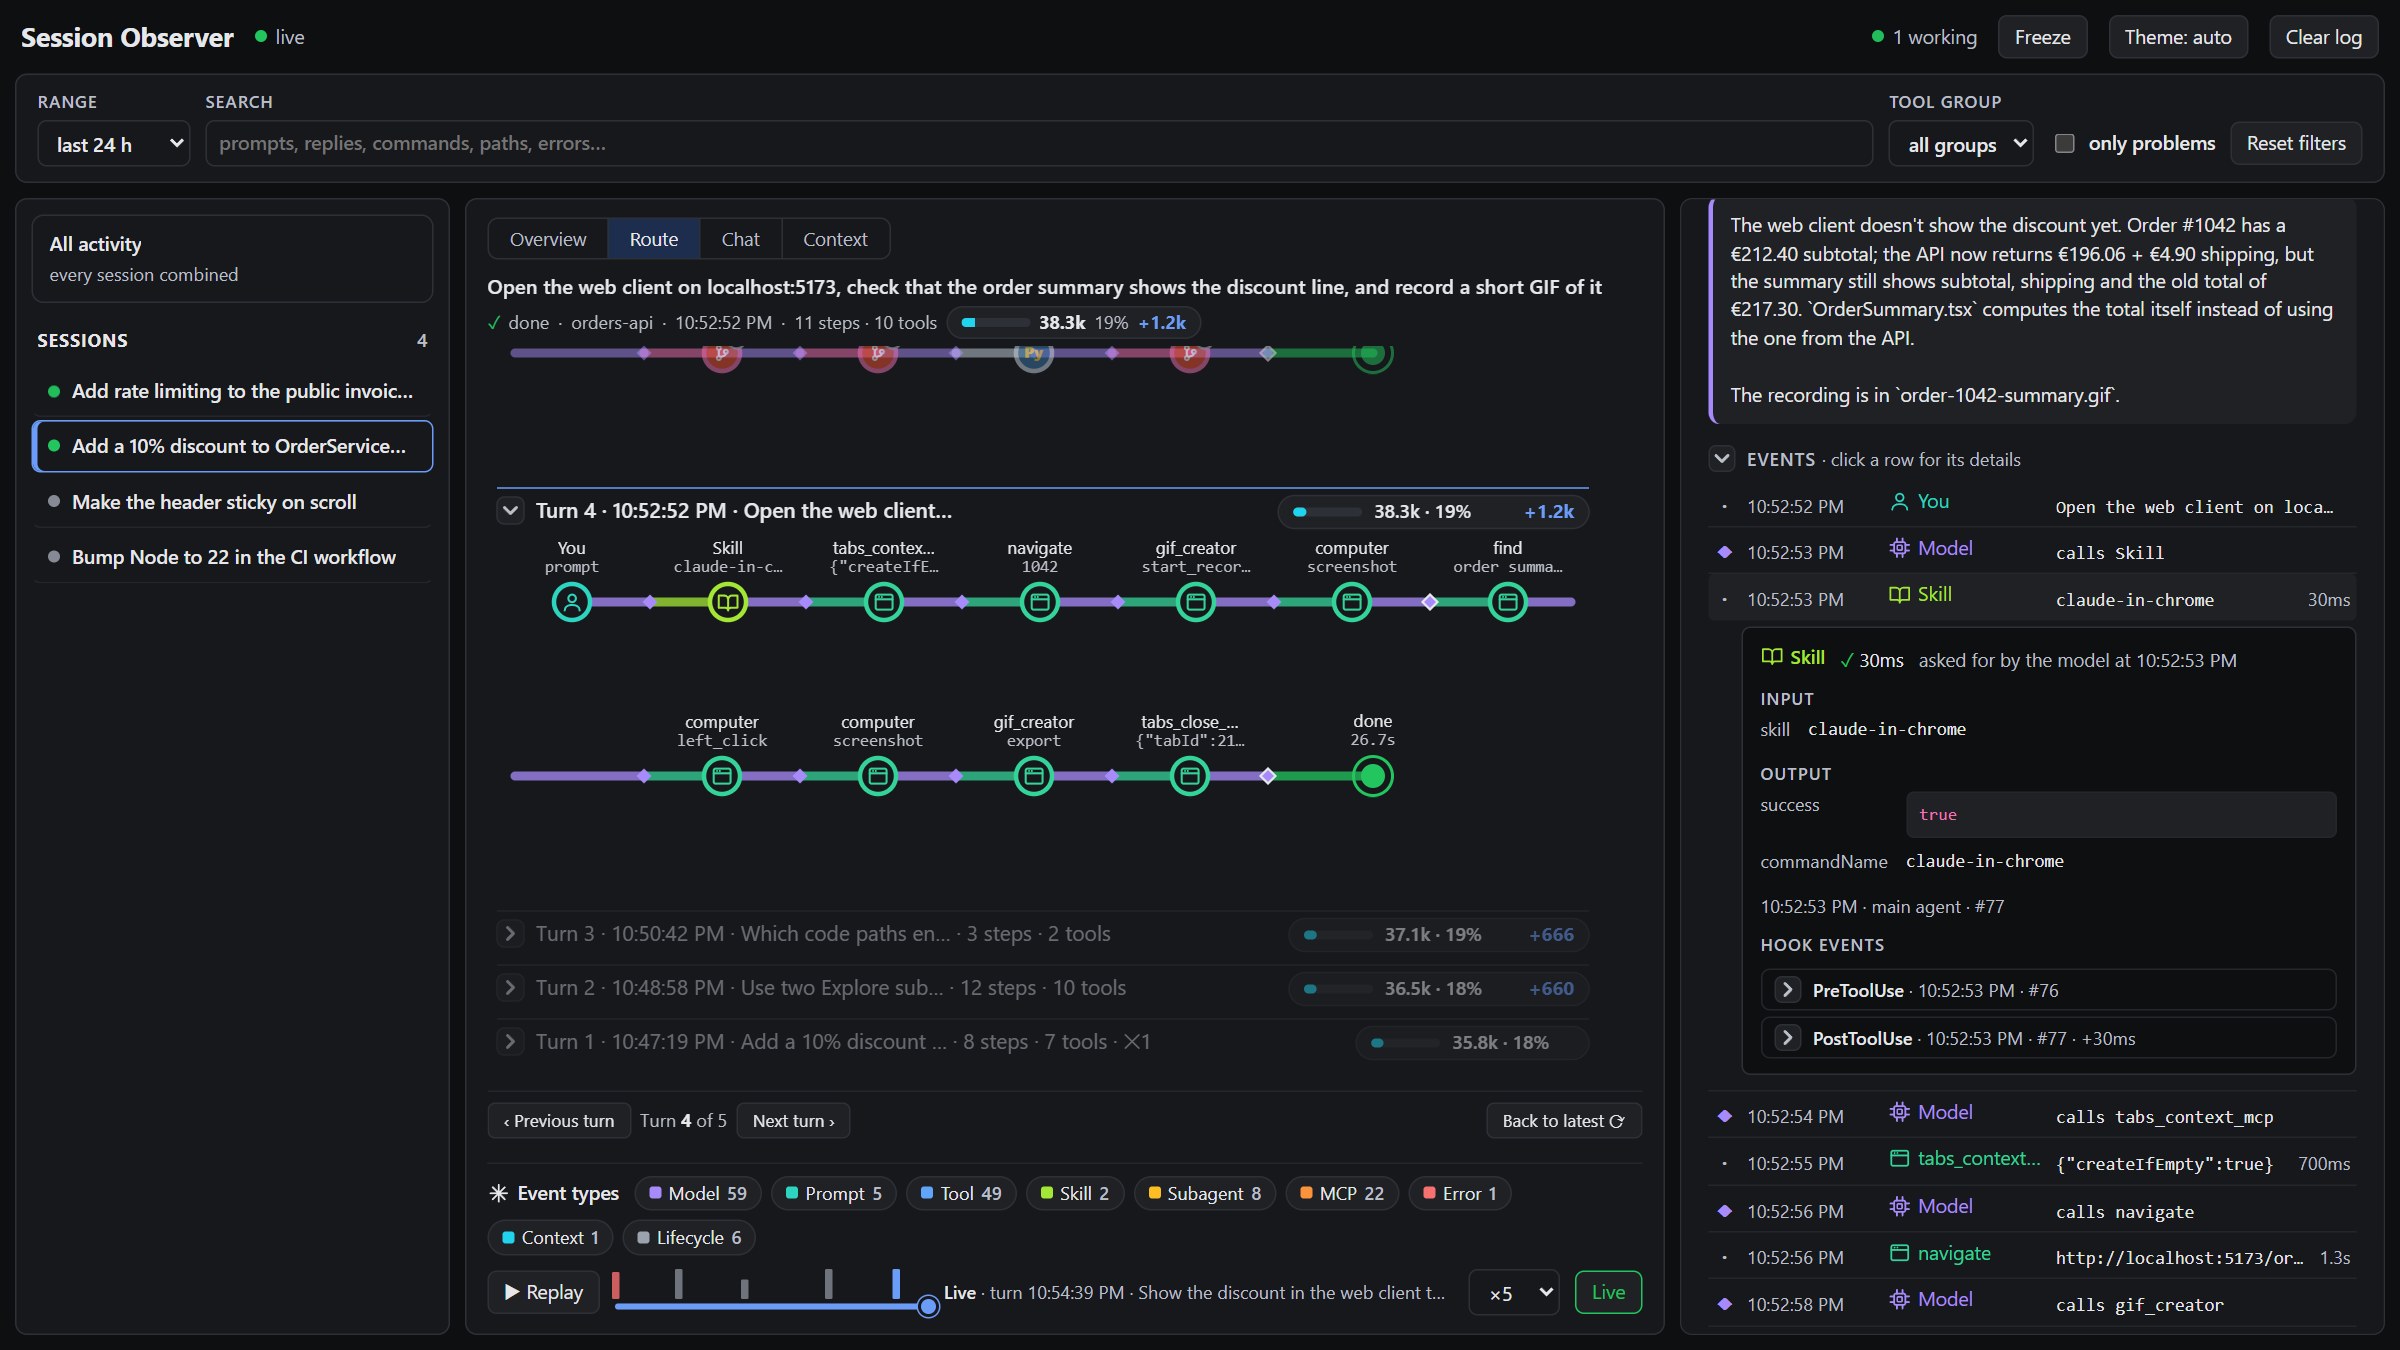 Session Observer
live
1 working
Freeze
Theme: auto
Clear log
RANGE
SEARCH
TOOL GROUP
last 24 h
prompts, replies, commands, paths, errors...
all groups
only problems
Reset filters
All activity
every session combined
SESSIONS
4
Add rate limiting to the public invoic...
Add a 10% discount to OrderService...
Make the header sticky on scroll
Bump Node to 22 in the CI workflow
Overview
Route
Chat
Context
Open the web client on localhost:5173, check that the order summary shows the discount line, and record a short GIF of it
✓ done · orders-api · 10:52:52 PM · 11 steps · 10 tools
38.3k 19% +1.2k
Py
Turn 4 · 10:52:52 PM · Open the web client...
38.3k · 19% +1.2k
You
prompt
Skill
claude-in-c...
tabs_contex...
{"createIfE...
navigate
1042
gif_creator
start_recor...
computer
screenshot
find
order summa...
computer
left_click
computer
screenshot
gif_creator
export
tabs_close_...
{"tabId":21...
done
26.7s
Turn 3 · 10:50:42 PM · Which code paths en... · 3 steps · 2 tools
37.1k · 19% +666
Turn 2 · 10:48:58 PM · Use two Explore sub... · 12 steps · 10 tools
36.5k · 18% +660
Turn 1 · 10:47:19 PM · Add a 10% discount ... · 8 steps · 7 tools · ✕1
35.8k · 18%
‹ Previous turn
Turn 4 of 5
Next turn ›
Back to latest ⟳
Event types
Model 59
Prompt 5
Tool 49
Skill 2
Subagent 8
MCP 22
Error 1
Context 1
Lifecycle 6
▶ Replay
Live · turn 10:54:39 PM · Show the discount in the web client t...
×5
Live
The web client doesn't show the discount yet. Order #1042 has a
€212.40 subtotal; the API now returns €196.06 + €4.90 shipping, but
the summary still shows subtotal, shipping and the old total of
€217.30. `OrderSummary.tsx` computes the total itself instead of using
the one from the API.
The recording is in `order-1042-summary.gif`.
EVENTS · click a row for its details
10:52:52 PM You Open the web client on loca...
10:52:53 PM Model calls Skill
10:52:53 PM Skill claude-in-chrome 30ms
Skill ✓ 30ms asked for by the model at 10:52:53 PM
INPUT
skill claude-in-chrome
OUTPUT
success true
commandName claude-in-chrome
10:52:53 PM · main agent · #77
HOOK EVENTS
PreToolUse · 10:52:53 PM · #76
PostToolUse · 10:52:53 PM · #77 · +30ms
10:52:54 PM Model calls tabs_context_mcp
10:52:55 PM tabs_context... {"createIfEmpty":true} 700ms
10:52:56 PM Model calls navigate
10:52:56 PM navigate http://localhost:5173/or... 1.3s
10:52:58 PM Model calls gif_creator